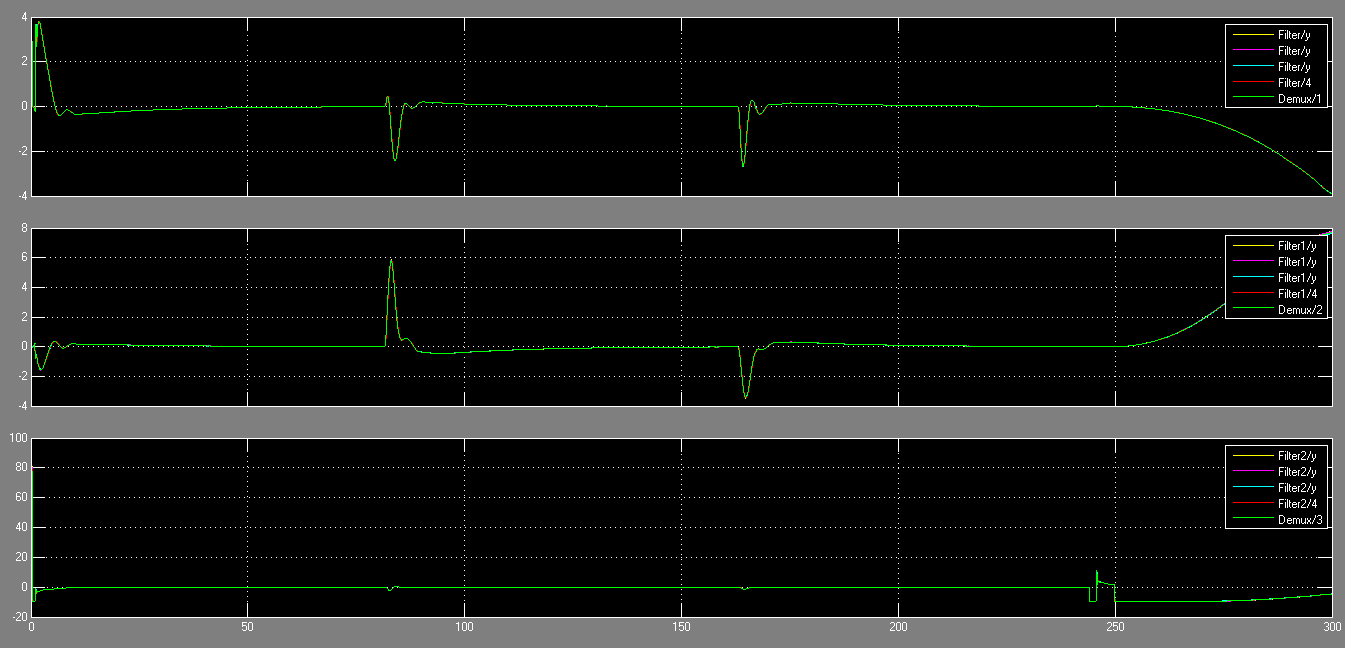 4
2
0
-2
-4
Filter/y
Filter/y
Filter/y
Filter/4
Demux/1
8
6
4
2
0
-2
-4
Filter1/y
Filter1/y
Filter1/y
Filter1/4
Demux/2
100
80
60
40
20
0
-20
Filter2/y
Filter2/y
Filter2/y
Filter2/4
Demux/3
0 50 100 150 200 250 300